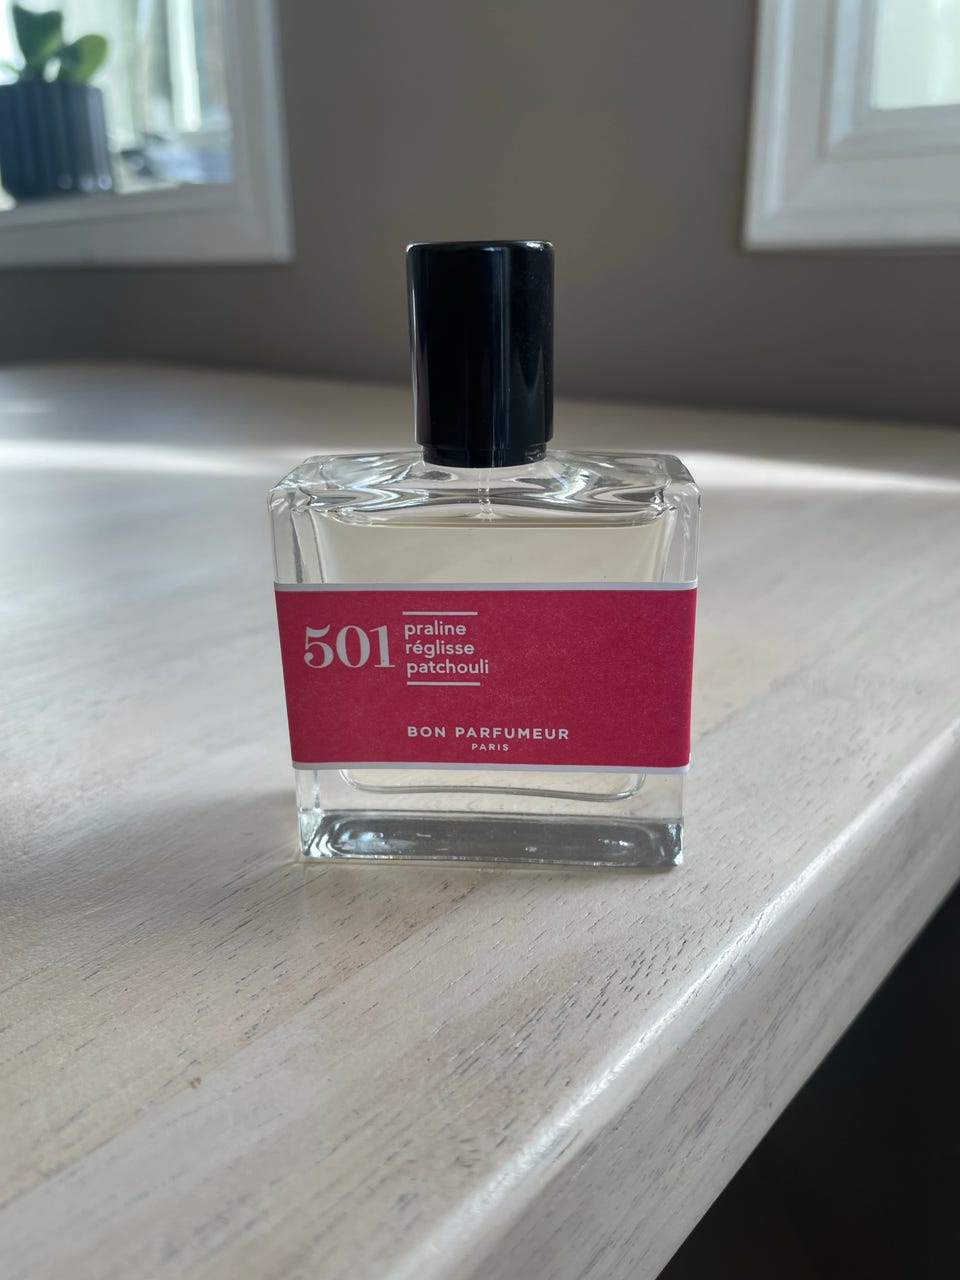 501
praline
réglisse
patchouli
BON PARFUMEUR
PARIS